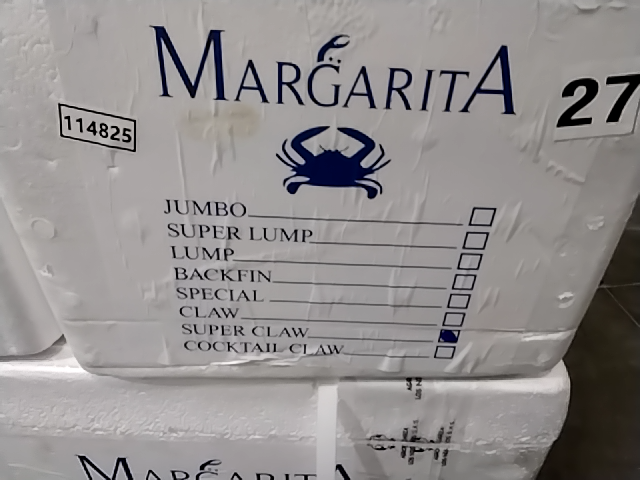 MARGARITA
27
114825
JUMBO
SUPER LUMP
LUMP
BACKFIN
SPECIAL
CLAW
SUPER CLAW
COCKTAIL CLAW
MARGARITA